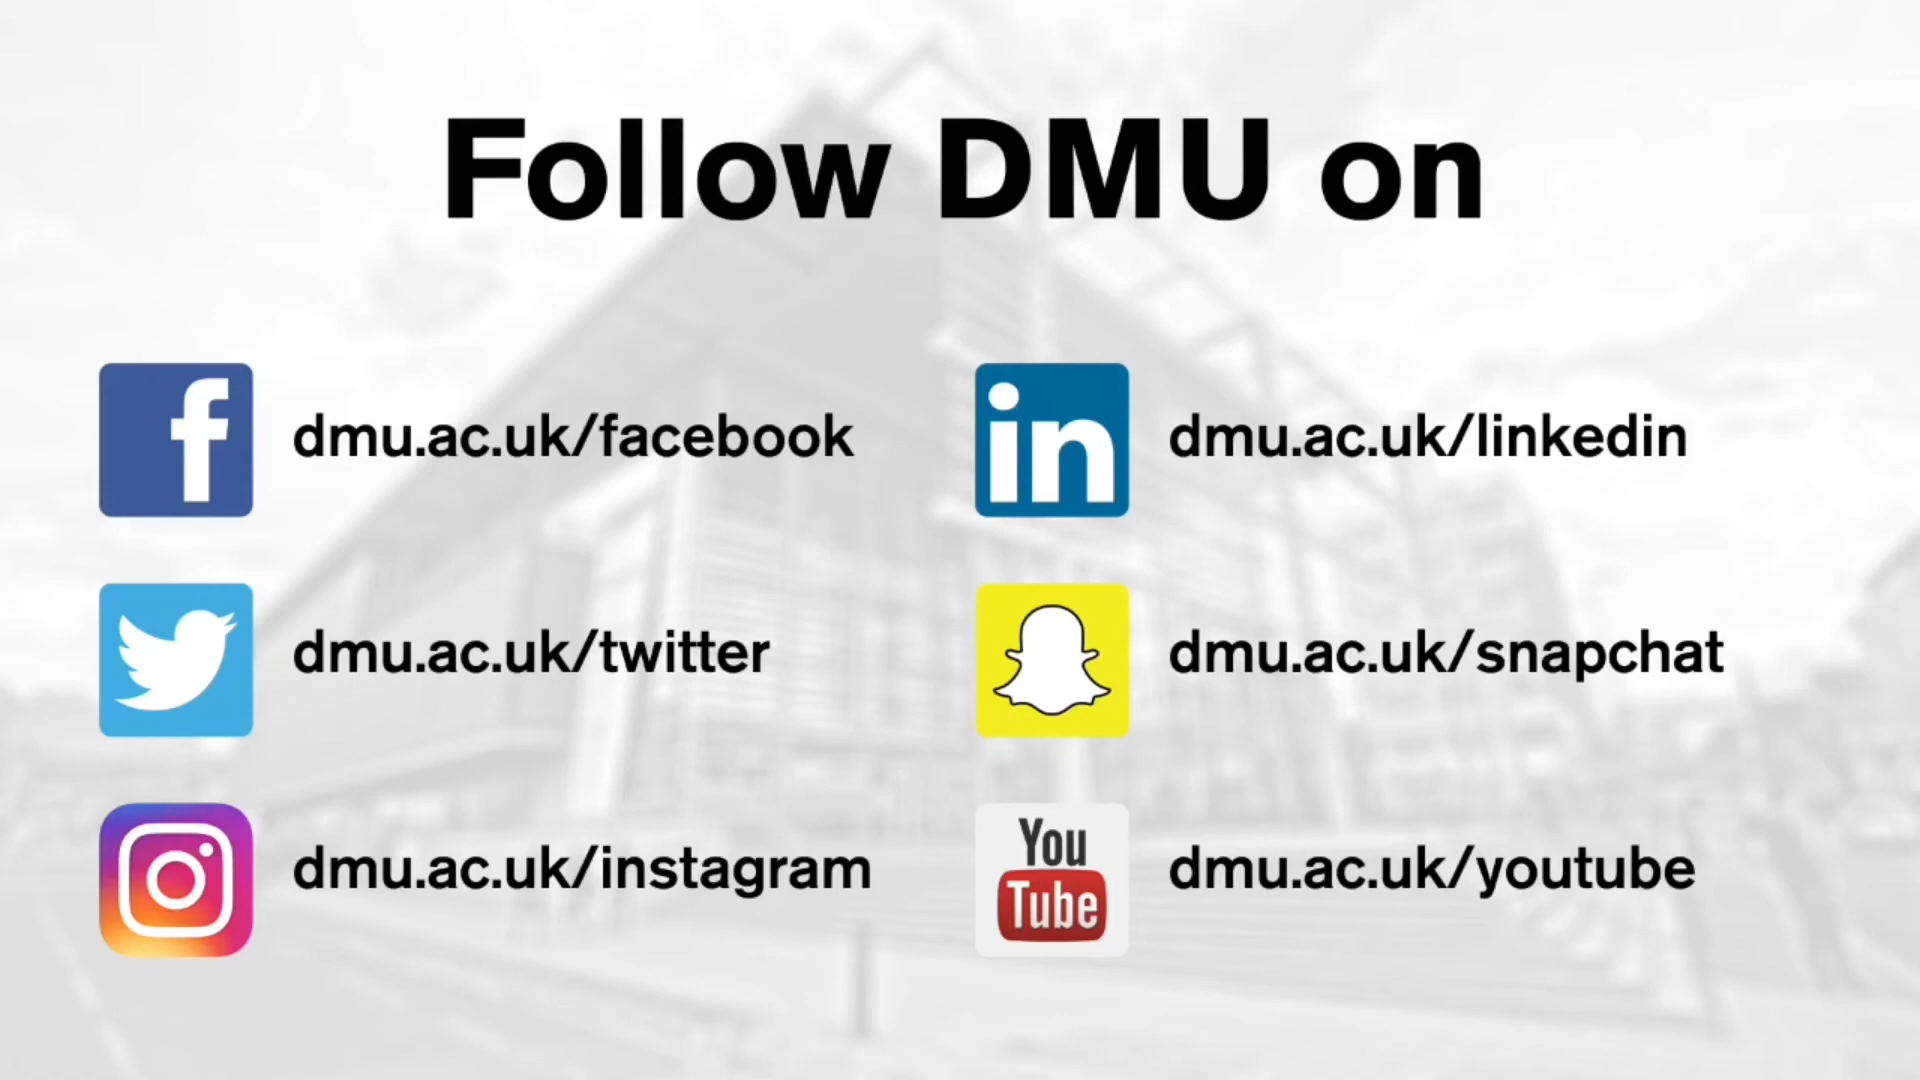 Follow DMU on
dmu.ac.uk/facebook
dmu.ac.uk/twitter
dmu.ac.uk/instagram
in
dmu.ac.uk/linkedin
dmu.ac.uk/snapchat
You
Tube
dmu.ac.uk/youtube